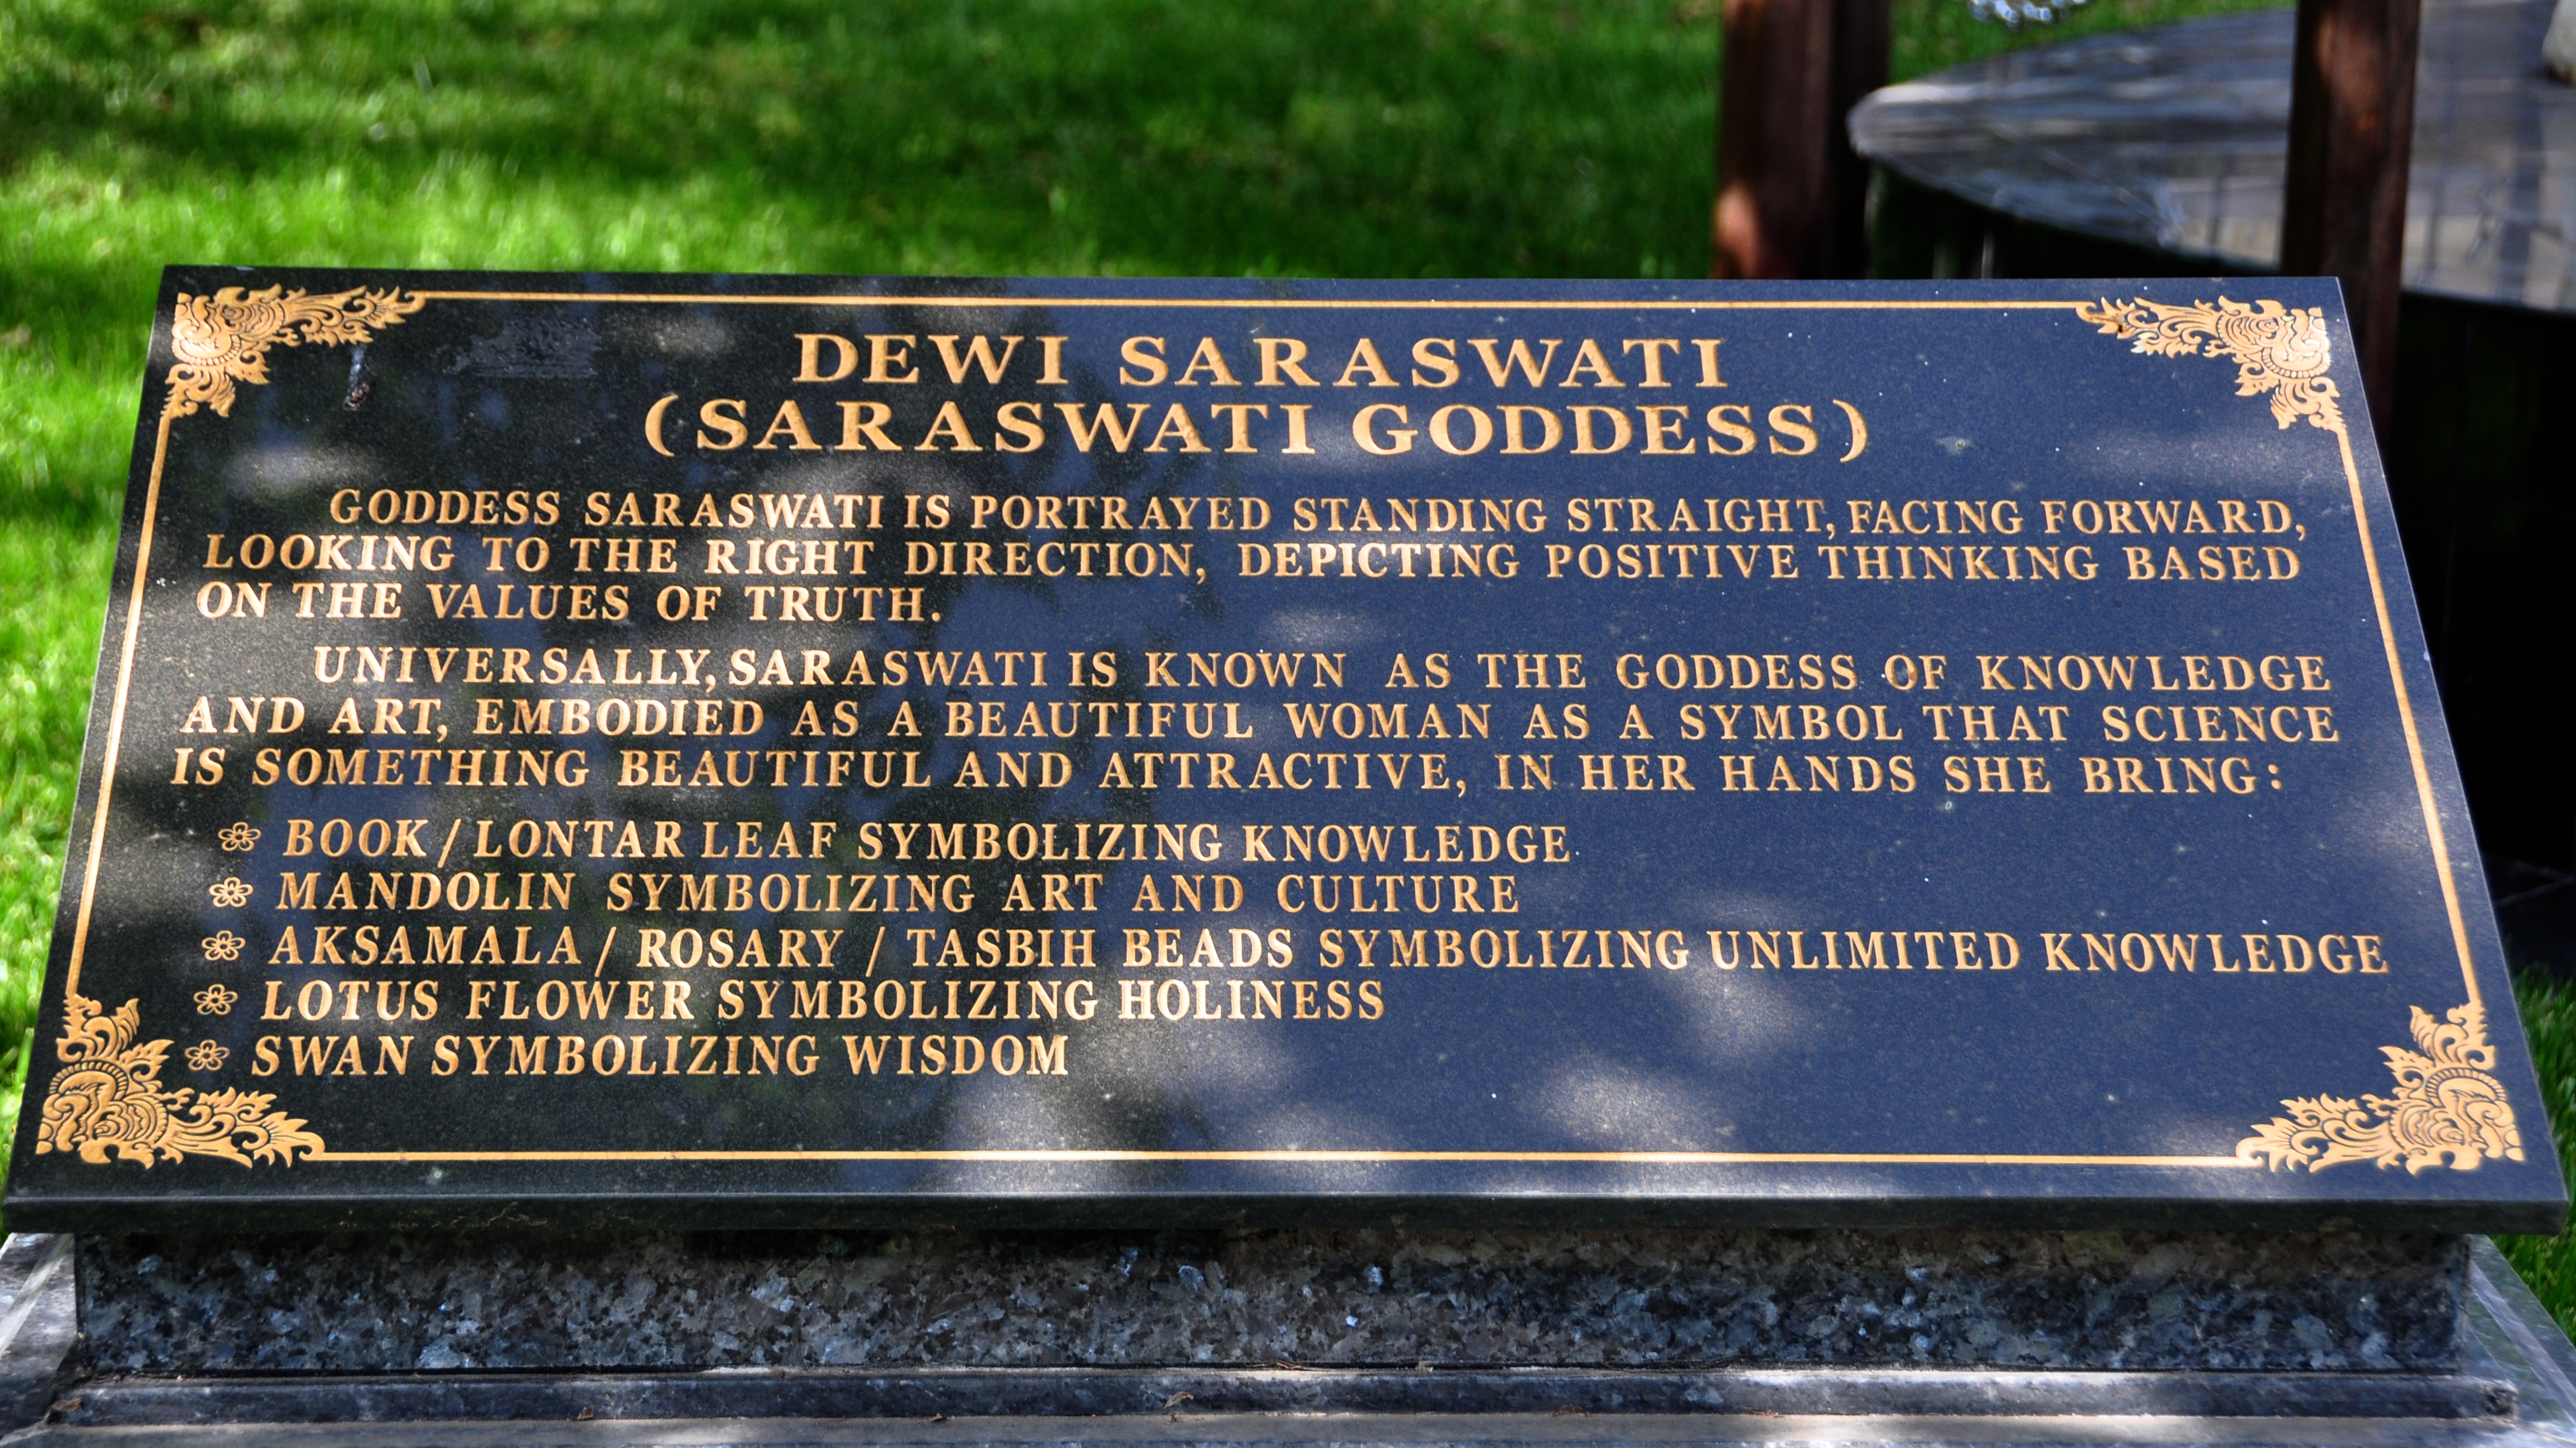 DEWI SARASWATI
(SARASWATI GODDESS)
GODDESS SARASWATI IS PORTRAYED STANDING STRAIGHT, FACING FORWARD,
LOOKING TO THE RIGHT DIRECTION, DEPICTING POSITIVE THINKING BASED
ON THE VALUES OF TRUTH.
UNIVERSALLY, SARASWATI IS KNOWN AS THE GODDESS OF KNOWLEDGE
AND ART, EMBODIED AS A BEAUTIFUL WOMAN AS A SYMBOL THAT SCIENCE
IS SOMETHING BEAUTIFUL AND ATTRACTIVE, IN HER HANDS SHE BRING:
BOOK/LONTAR LEAF SYMBOLIZING KNOWLEDGE
MANDOLIN SYMBOLIZING ART AND CULTURE
AKSAMALA / ROSARY / TASBIH BEADS SYMBOLIZING UNLIMITED KNOWLEDGE
LOTUS FLOWER SYMBOLIZING HOLINESS
SWAN SYMBOLIZING WISDOM